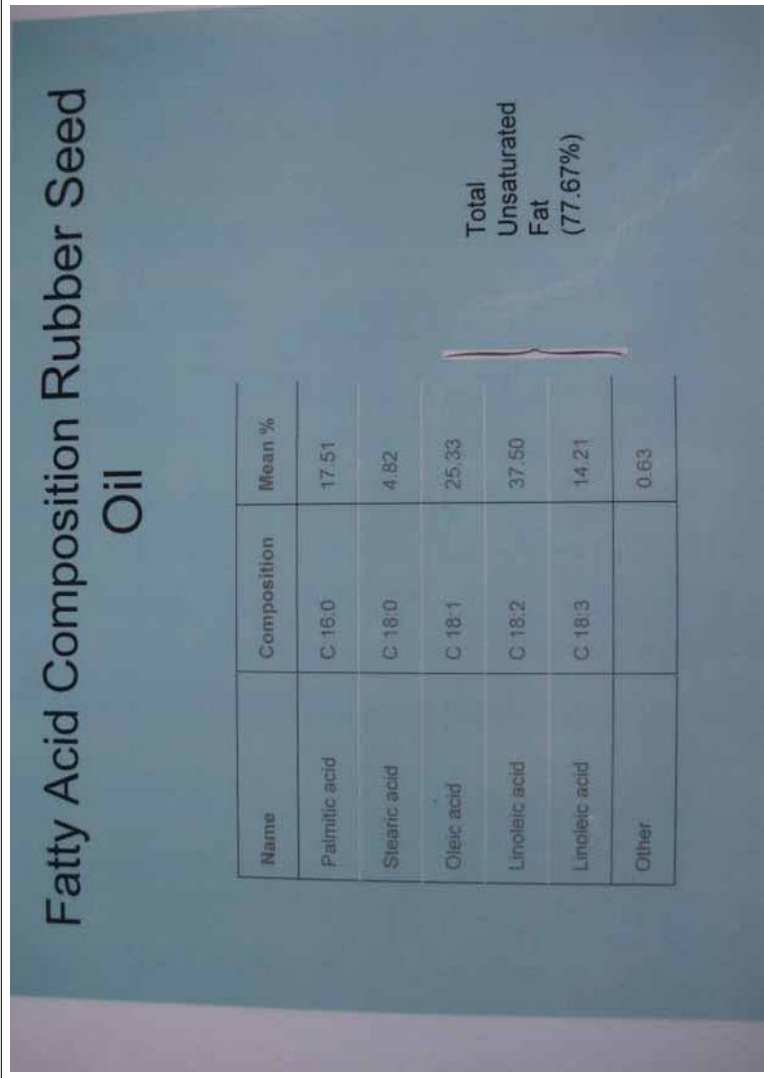 Fatty Acid Composition Rubber Seed
Oil
Name Composition Mean %
Palmitic acid C 16:0 17.51
Stearic acid C 18:0 4.82
Oleic acid C 18:1 25.33
Linoleic acid C 18:2 37.50
Linoleic acid C 18:3 14.21
Other 0.63
Total
Unsaturated
Fat
(77.67%)